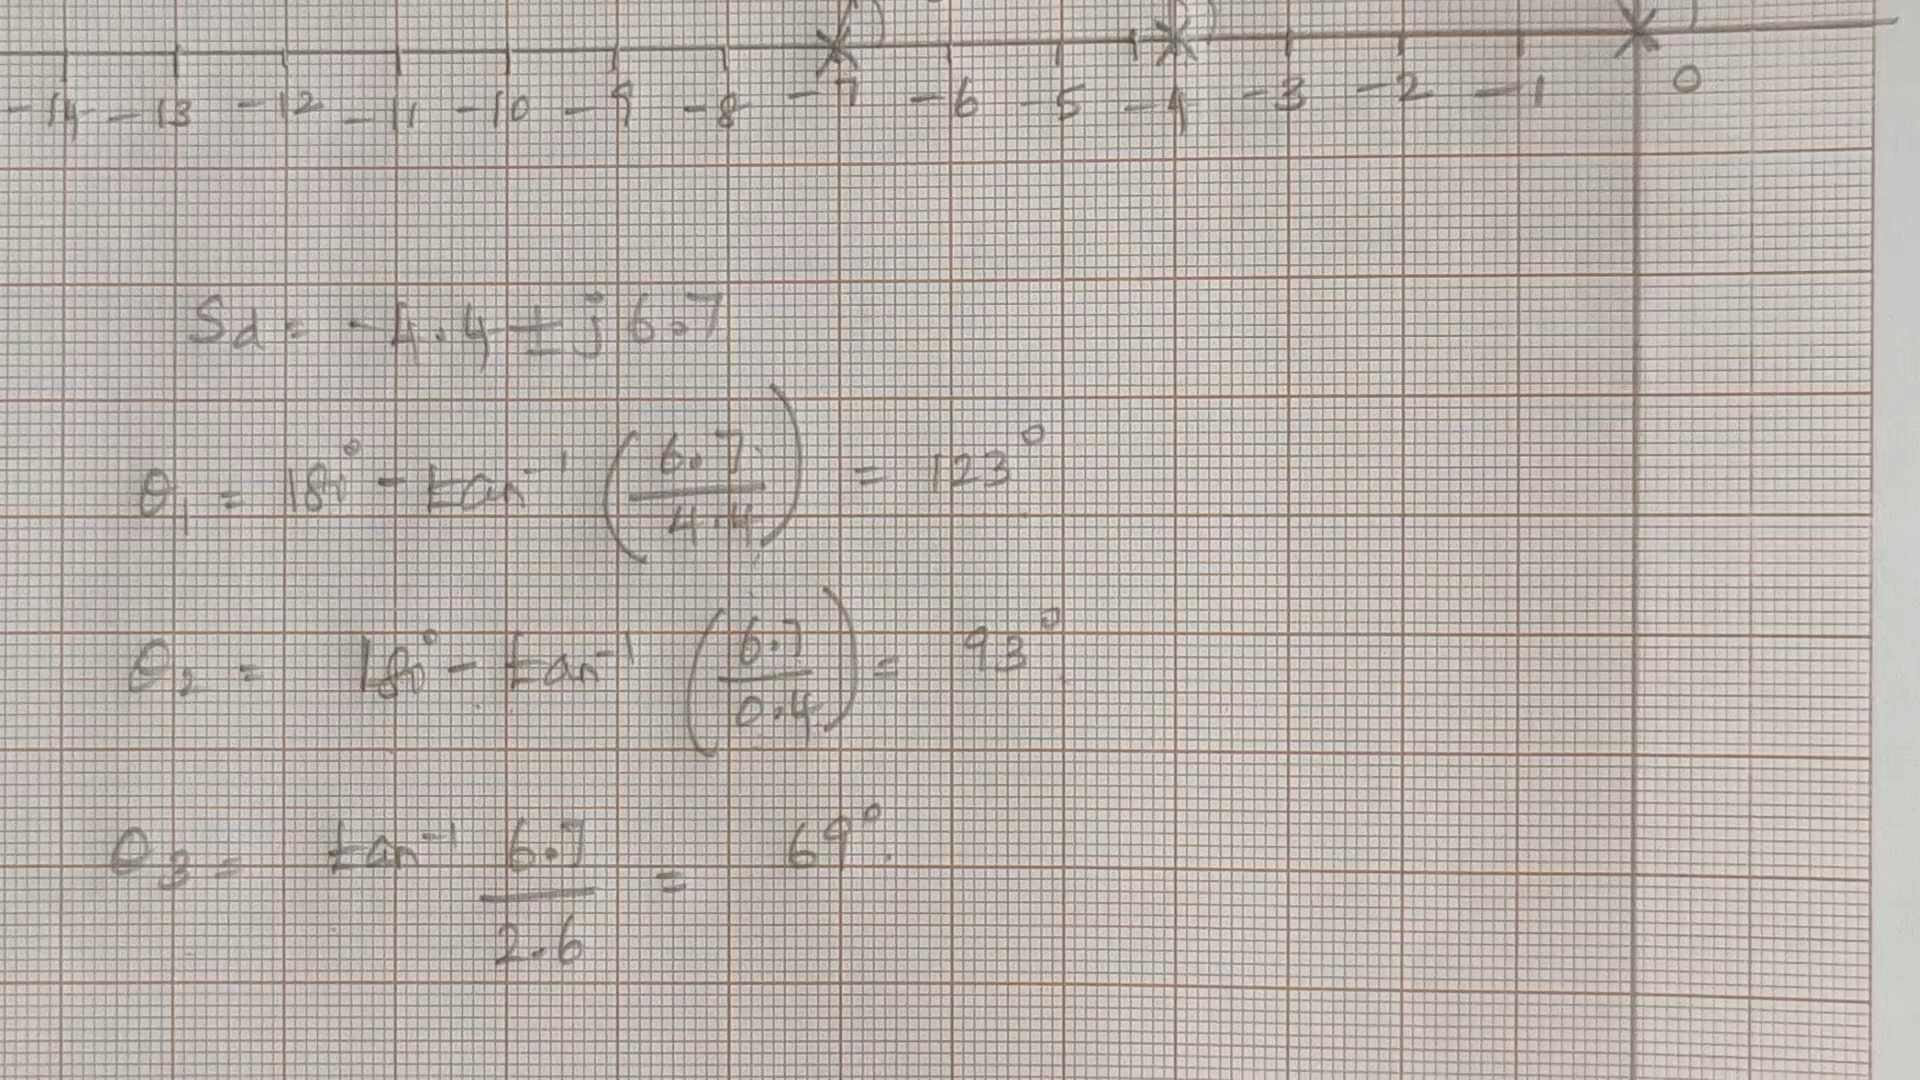 -14 -13 -12 -11 -10 -9 -8 -7 -6 -5 -4 -3 -2 -1 0
Sd = -4.4 ± j 6.7
θ1 = 180° - tan⁻¹ (6.7/4.4) = 123°
θ2 = 180° - tan⁻¹ (6.7/0.4) = 93°
θ3 = tan⁻¹ 6.7/2.6 = 69°